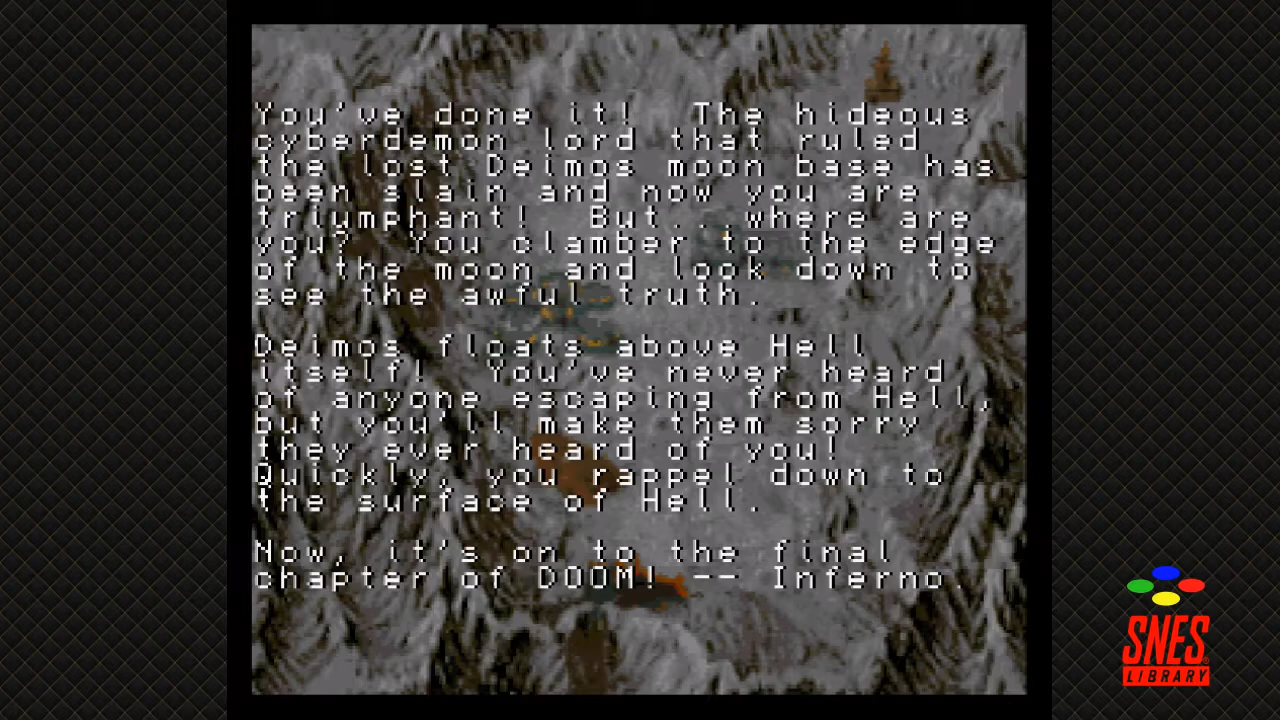 You've done it!  The hideous
cyberdemon lord that ruled
the lost Deimos moon base has
been slain and now you are
triumphant!  But...where are
you?  You clamber to the edge
of the moon and look down to
see the awful truth.
Deimos floats above Hell
itself!  You've never heard
of anyone escaping from Hell,
but you'll make them sorry
they ever heard of you!
Quickly, you rappel down to
the surface of Hell.
Now, it's on to the final
chapter of DOOM! -- Inferno.
SNES
LIBRARY